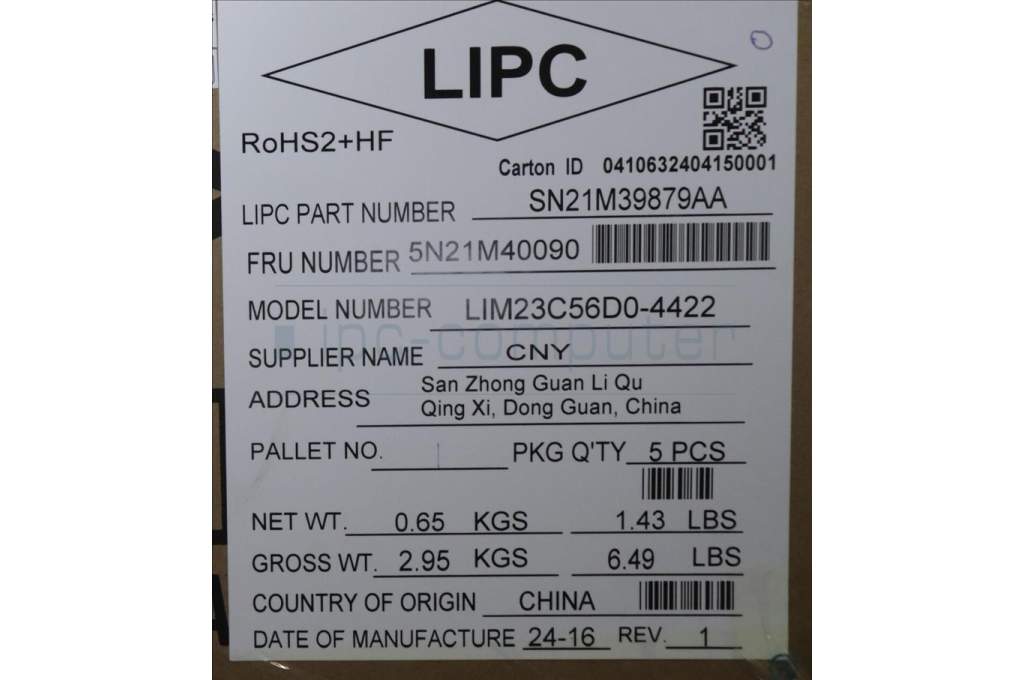 LIPC
RoHS2+HF
Carton ID 0410632404150001
LIPC PART NUMBER SN21M39879AA
FRU NUMBER 5N21M40090
MODEL NUMBER LIM23C56D0-4422
ipc-computer
SUPPLIER NAME CNY
ADDRESS San Zhong Guan Li Qu
Qing Xi, Dong Guan, China
PALLET NO. PKG Q'TY 5 PCS
NET WT. 0.65 KGS 1.43 LBS
GROSS WT. 2.95 KGS 6.49 LBS
COUNTRY OF ORIGIN CHINA
DATE OF MANUFACTURE 24-16 REV. 1